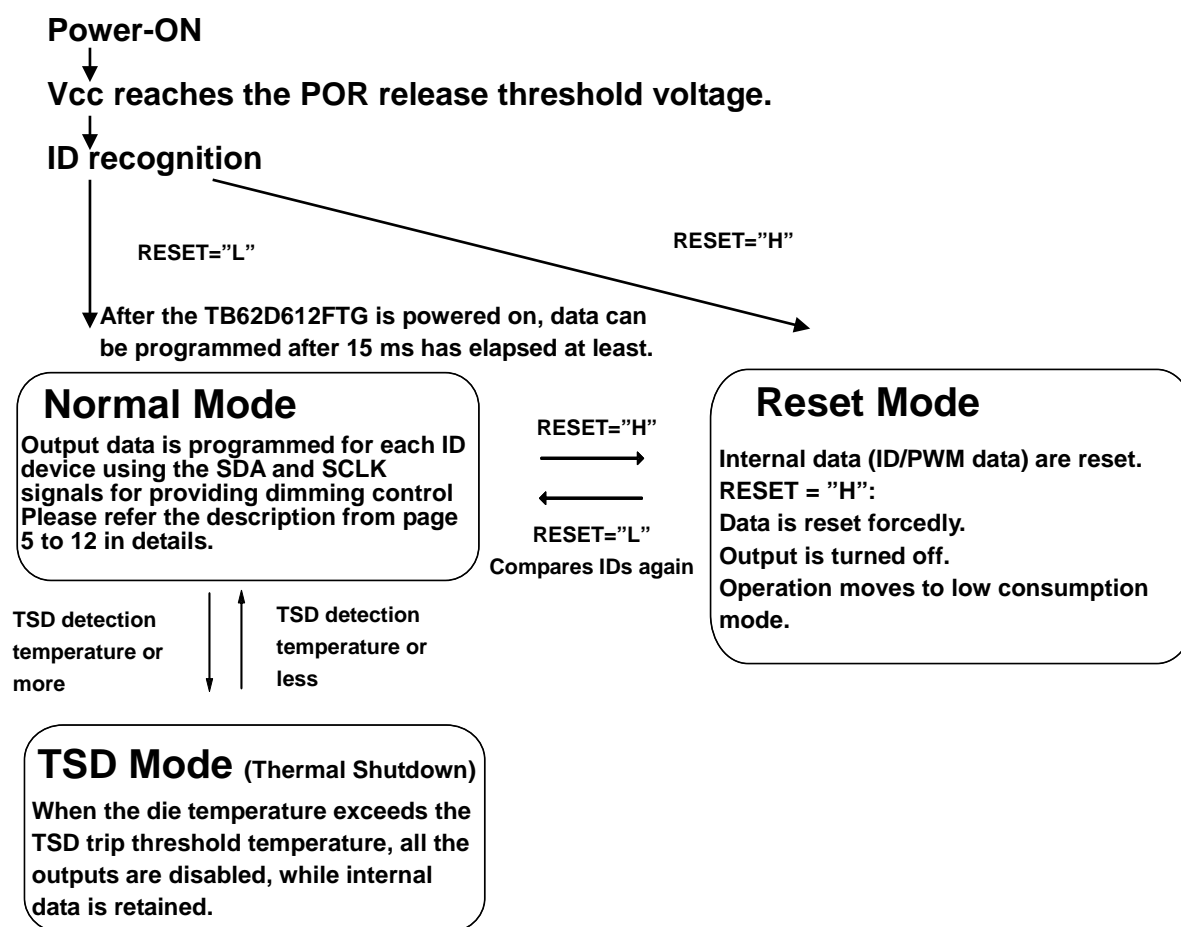 Power-ON
Vcc reaches the POR release threshold voltage.
ID recognition
RESET=”L”
RESET=”H”
After the TB62D612FTG is powered on, data can
be programmed after 15 ms has elapsed at least.
Normal Mode
Output data is programmed for each ID
device using the SDA and SCLK
signals for providing dimming control
Please refer the description from page
5 to 12 in details.
RESET=”H”
RESET=”L”
Compares IDs again
Reset Mode
Internal data (ID/PWM data) are reset.
RESET = ”H”:
Data is reset forcedly.
Output is turned off.
Operation moves to low consumption
mode.
TSD detection
temperature or
more
TSD detection
temperature or
less
TSD Mode (Thermal Shutdown)
When the die temperature exceeds the
TSD trip threshold temperature, all the
outputs are disabled, while internal
data is retained.